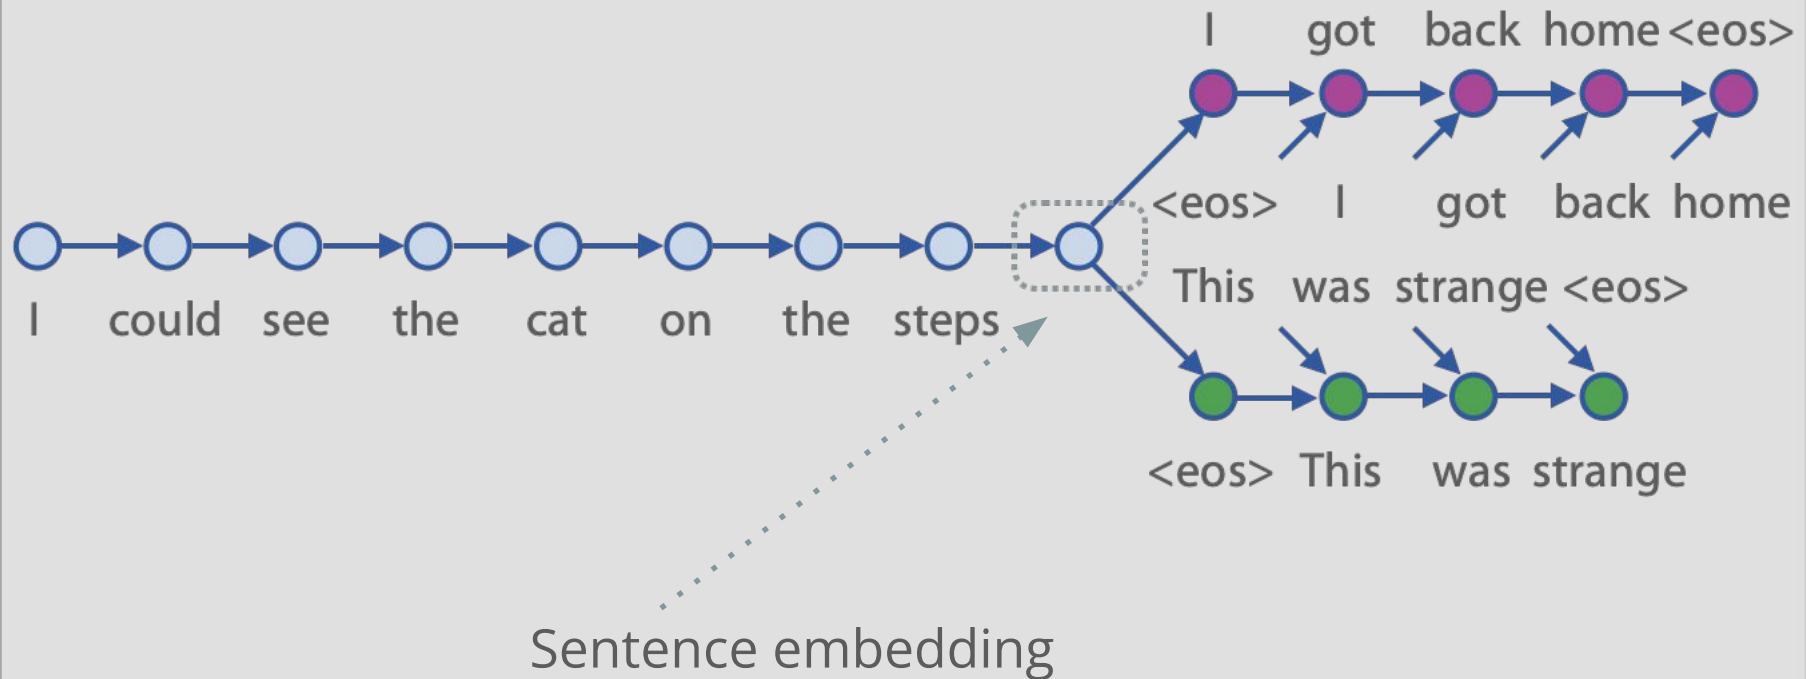 I got back home <eos>
<eos> I got back home
This was strange <eos>
I could see the cat on the steps
<eos> This was strange
Sentence embedding